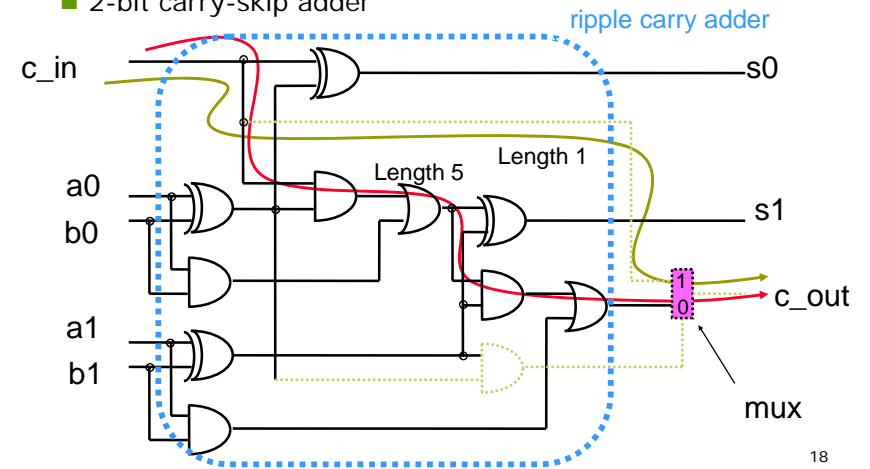 2-bit carry-skip adder
ripple carry adder
c_in
s0
Length 1
Length 5
a0
b0
s1
1
0
c_out
a1
b1
mux
18